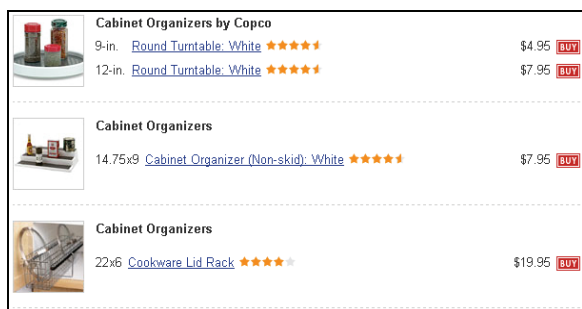 Cabinet Organizers by Copco
9-in. Round Turntable: White $4.95 BUY
12-in. Round Turntable: White $7.95 BUY
Cabinet Organizers
14.75x9 Cabinet Organizer (Non-skid): White $7.95 BUY
Cabinet Organizers
22x6 Cookware Lid Rack $19.95 BUY